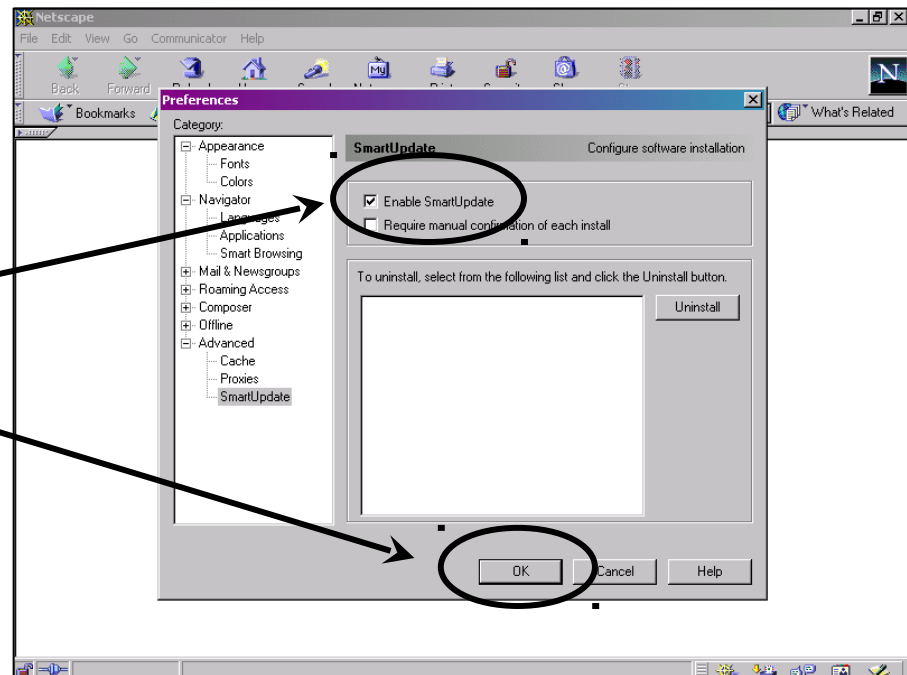 Netscape
File Edit View Go Communicator Help
Back Forward My
Bookmarks What's Related
N
Preferences
Category:
Appearance
Fonts
Colors
Navigator
Languages
Applications
Smart Browsing
Mail & Newsgroups
Roaming Access
Composer
Offline
Advanced
Cache
Proxies
SmartUpdate
SmartUpdate Configure software installation
Enable SmartUpdate
Require manual confirmation of each install
To uninstall, select from the following list and click the Uninstall button.
Uninstall
OK Cancel Help